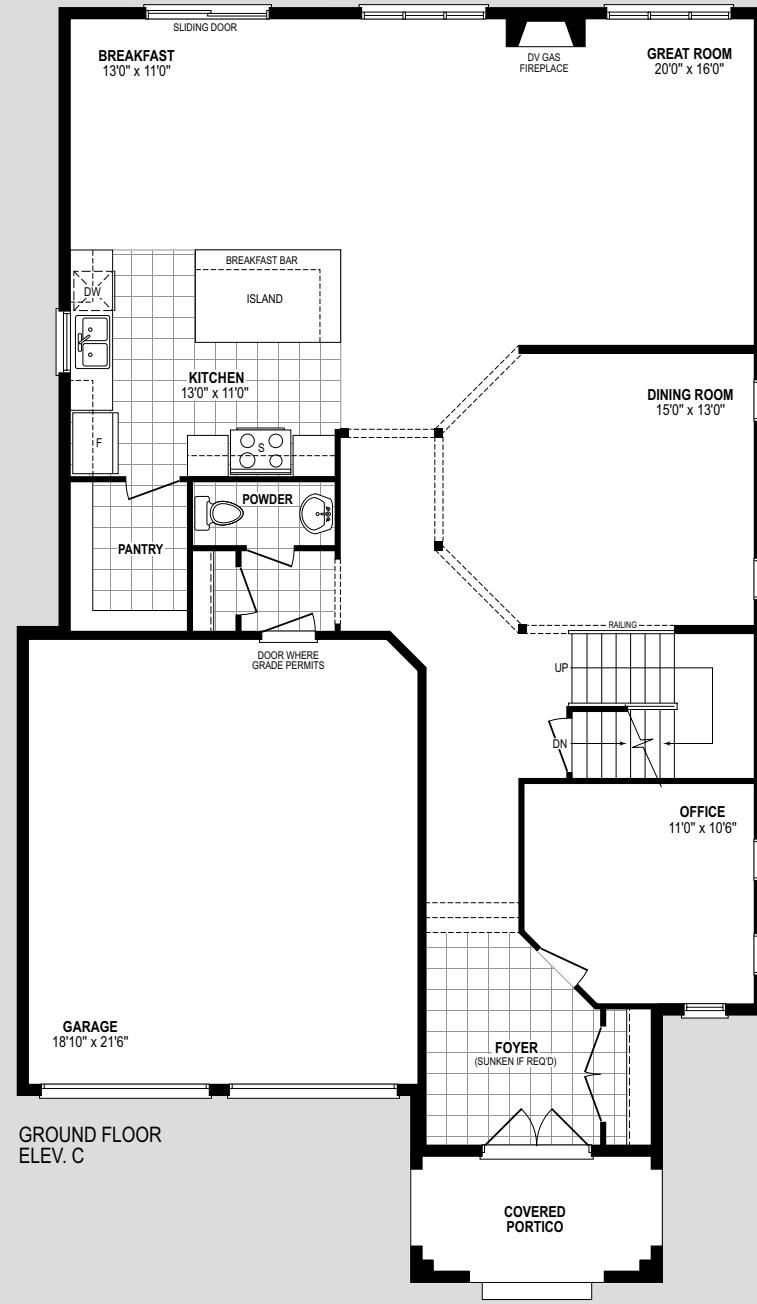 SLIDING DOOR
BREAKFAST
13'0" x 11'0"
DV GAS
FIREPLACE
GREAT ROOM
20'0" x 16'0"
BREAKFAST BAR
ISLAND
DW
KITCHEN
13'0" x 11'0"
F
S
DINING ROOM
15'0" x 13'0"
POWDER
PANTRY
RAILING
DOOR WHERE
GRADE PERMITS
UP
DN
OFFICE
11'0" x 10'6"
GARAGE
18'10" x 21'6"
FOYER
(SUNKEN IF REQ'D)
GROUND FLOOR
ELEV. C
COVERED
PORTICO